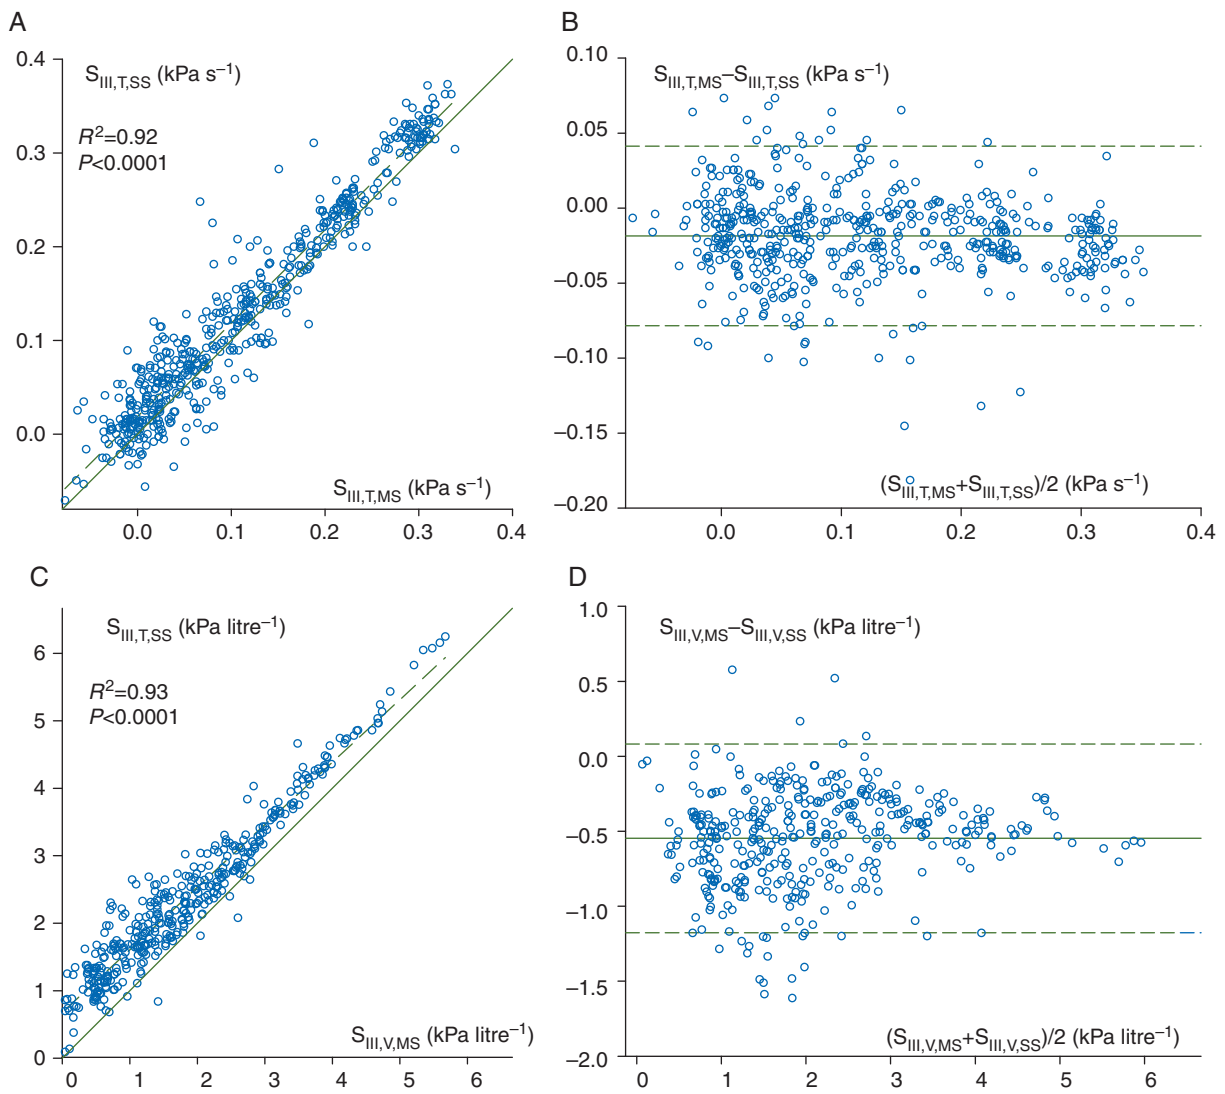 A
S_III,T,SS (kPa s⁻¹)
R²=0.92
P<0.0001
0.4
0.3
0.2
0.1
0.0
S_III,T,MS (kPa s⁻¹)
0.0 0.1 0.2 0.3 0.4
B
S_III,T,MS–S_III,T,SS (kPa s⁻¹)
0.10
0.05
0.00
–0.05
–0.10
–0.15
–0.20
(S_III,T,MS+S_III,T,SS)/2 (kPa s⁻¹)
0.0 0.1 0.2 0.3 0.4
C
S_III,T,SS (kPa litre⁻¹)
R²=0.93
P<0.0001
6
5
4
3
2
1
0
S_III,V,MS (kPa litre⁻¹)
0 1 2 3 4 5 6
D
S_III,V,MS–S_III,V,SS (kPa litre⁻¹)
1.0
0.5
0.0
–0.5
–1.0
–1.5
–2.0
(S_III,V,MS+S_III,V,SS)/2 (kPa litre⁻¹)
0 1 2 3 4 5 6